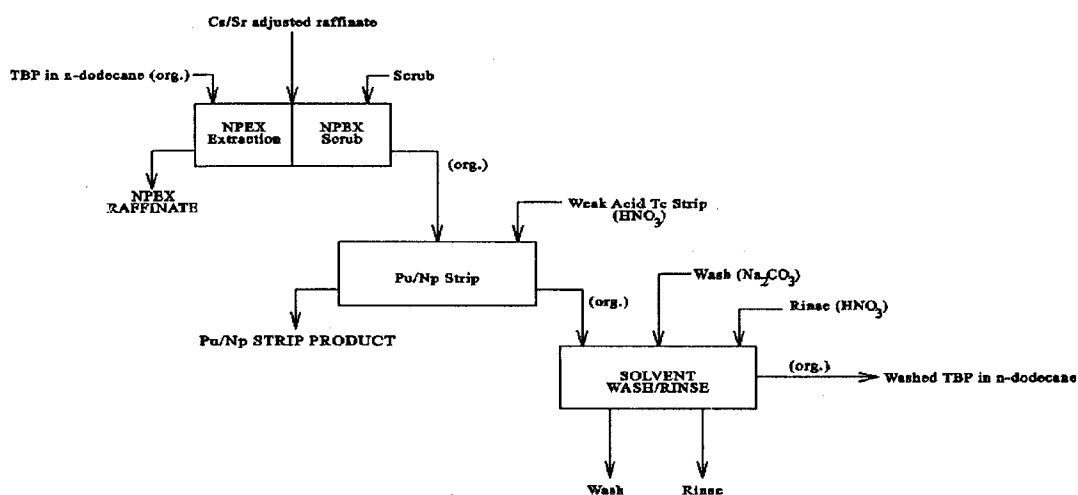 Cs/Sr adjusted raffinate
TBP in n-dodecane (org.)
Scrub
NPEX
Extraction
NPEX
Scrub
(org.)
NPEX
RAFFINATE
Weak Acid Tc Strip
(HNO3)
Pu/Np Strip
Wash (Na2CO3)
(org.)
Rinse (HNO3)
Pu/Np STRIP PRODUCT
SOLVENT
WASH/RINSE
(org.)
Washed TBP in n-dodecane
Wash
Rinse